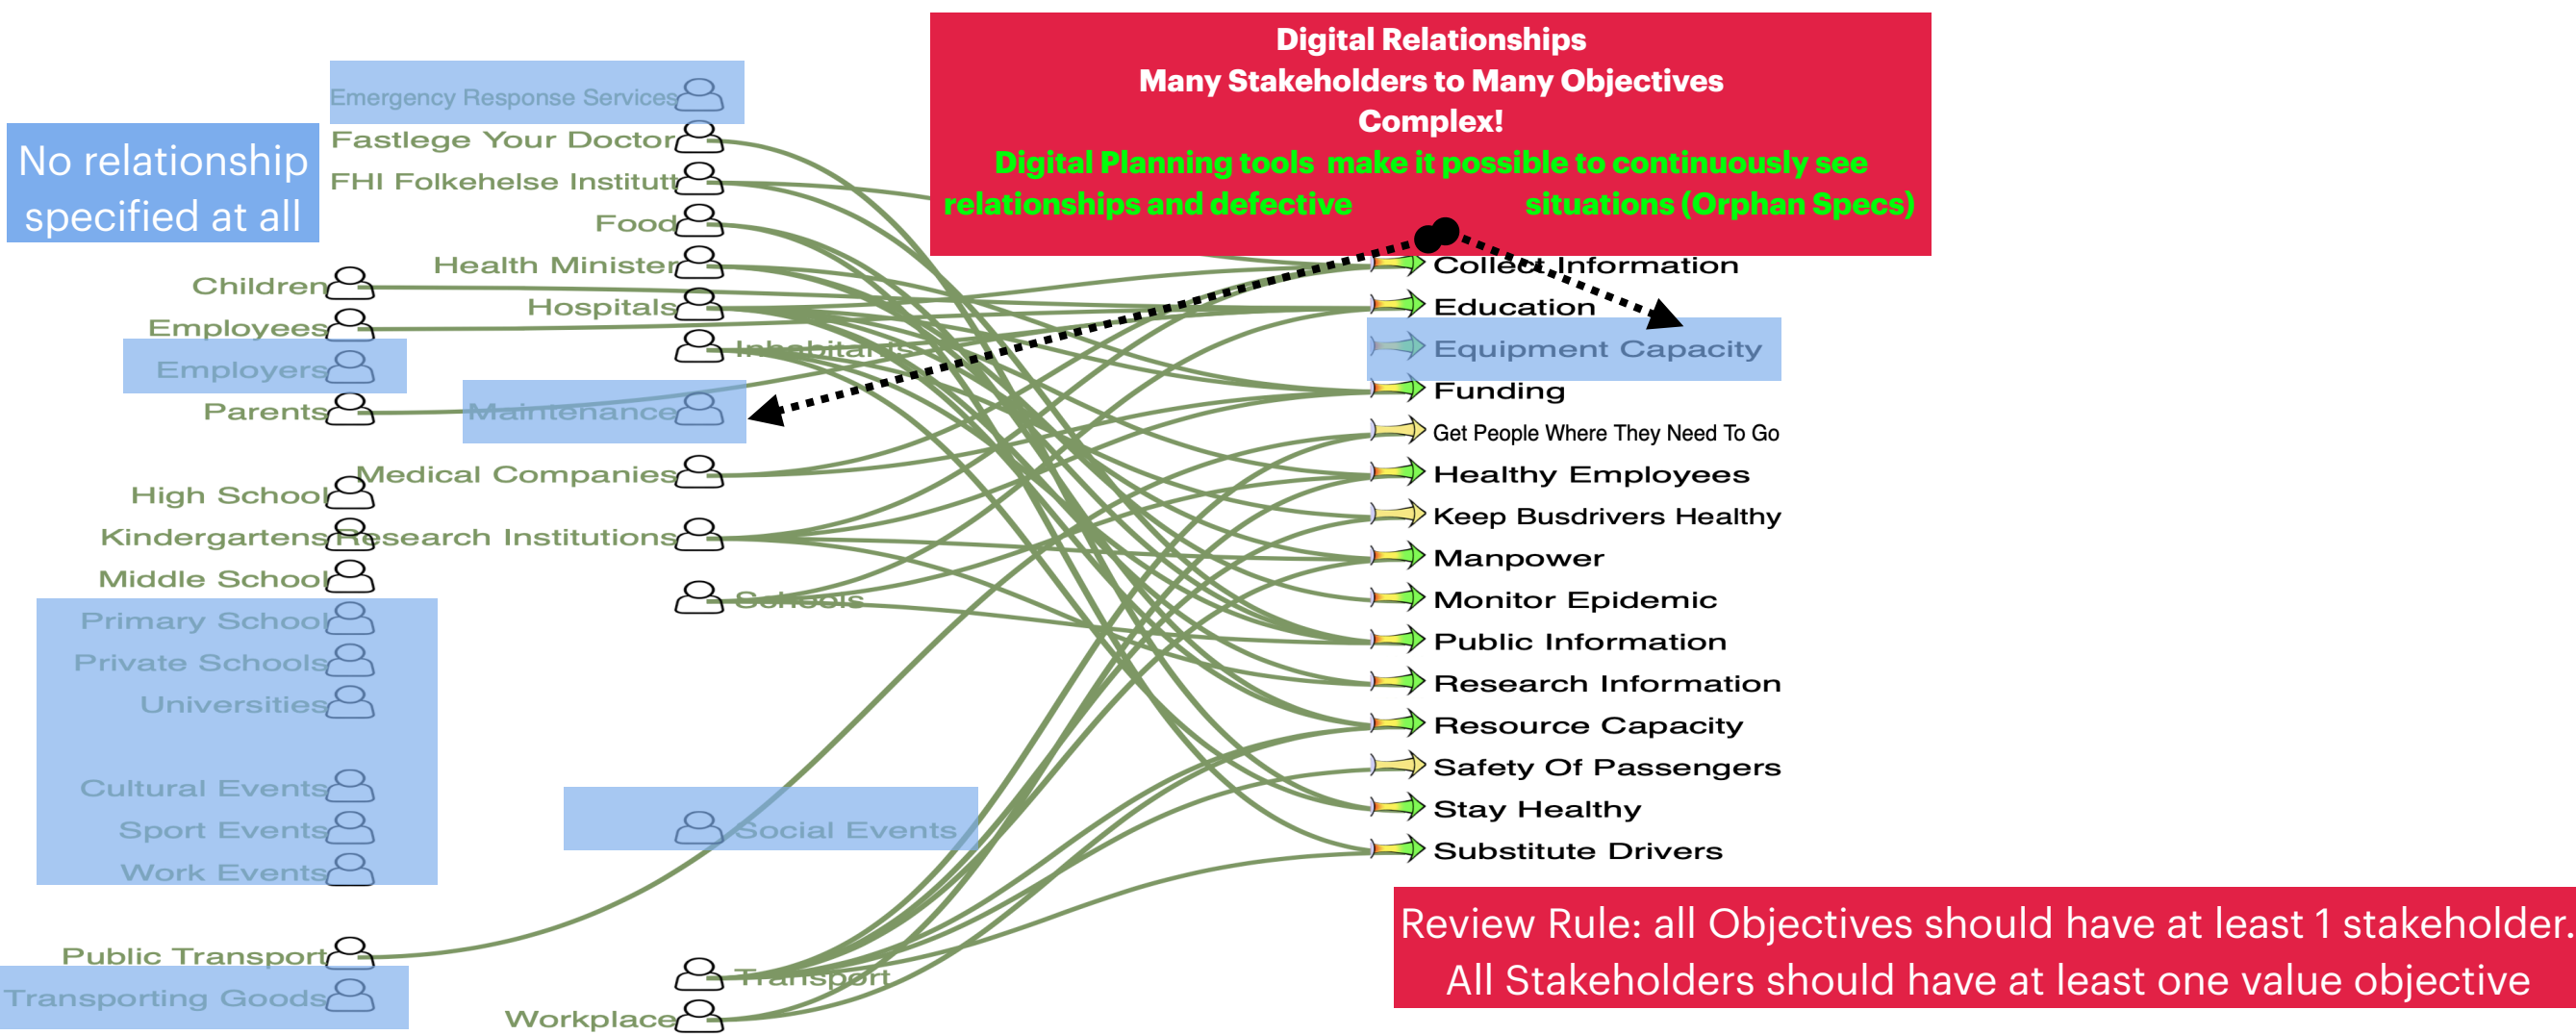 Digital Relationships
Many Stakeholders to Many Objectives
Complex!
Digital Planning tools make it possible to continuously see
relationships and defective situations (Orphan Specs)
No relationship
specified at all
Emergency Response Services
Fastlege Your Doctor
FHI Folkehelse Institutt
Food
Health Minister
Hospitals
Inhabitants
Maintenance
Medical Companies
Research Institutions
Schools
Social Events
Transport
Workplace
Children
Employees
Employers
Parents
High School
Kindergartens
Middle School
Primary School
Private Schools
Universities
Cultural Events
Sport Events
Work Events
Public Transport
Transporting Goods
Collect Information
Education
Equipment Capacity
Funding
Get People Where They Need To Go
Healthy Employees
Keep Busdrivers Healthy
Manpower
Monitor Epidemic
Public Information
Research Information
Resource Capacity
Safety Of Passengers
Stay Healthy
Substitute Drivers
Review Rule: all Objectives should have at least 1 stakeholder.
All Stakeholders should have at least one value objective